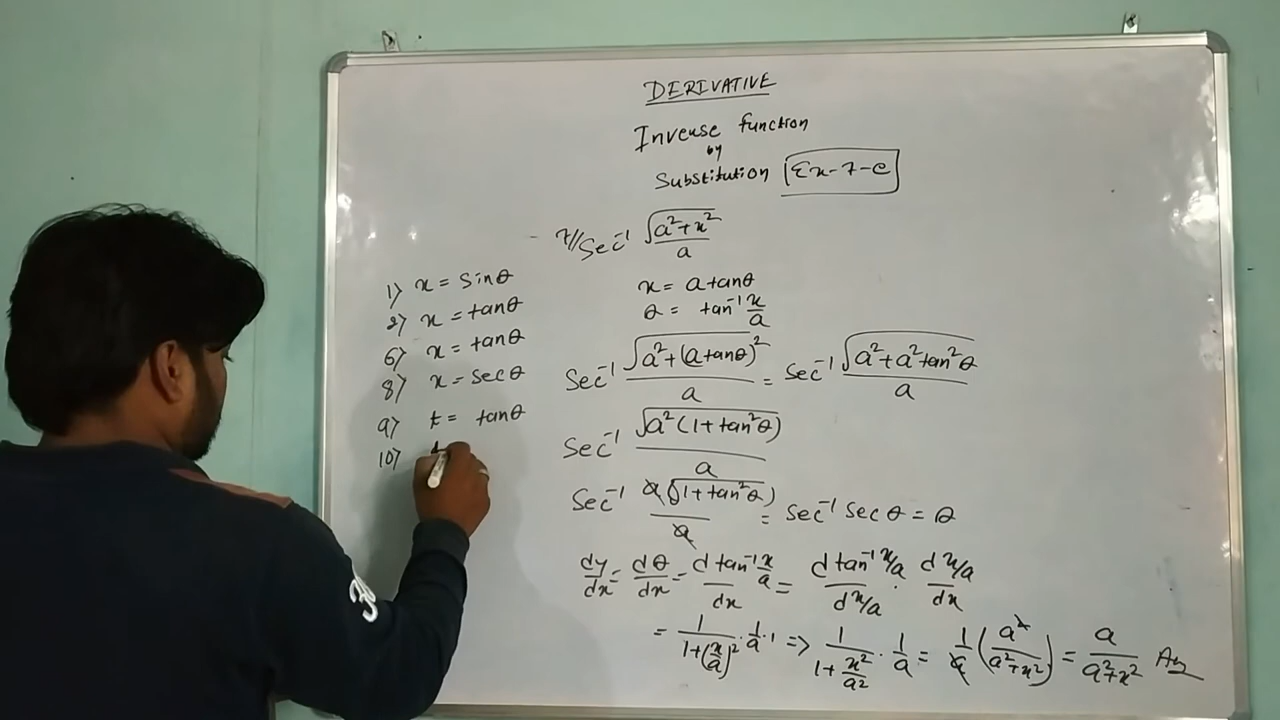 DERIVATIVE
Inverse function
by
Substitution Ex-7-e
7// Sec⁻¹ √(a²+x²)/a
1) x = sinθ
2) x = tanθ
6) x = tanθ
8) x = secθ
9) t = tanθ
10)
x = a tanθ
θ = tan⁻¹ x/a
Sec⁻¹ √(a²+(a tanθ)²)/a = Sec⁻¹ √(a²+a²tan²θ)/a
Sec⁻¹ √(a²(1+tan²θ))/a
Sec⁻¹ a(√(1+tan²θ))/a = Sec⁻¹ Sec θ = θ
dy/dx = dθ/dx = d tan⁻¹ x/a / dx = d tan⁻¹ x/a / d x/a · d x/a / dx
= 1/(1+(x/a)²) · 1/a · 1 => 1/(1+x²/a²) · 1/a = 1/a (a²/(a²+x²)) = a/(a²+x²) Ans